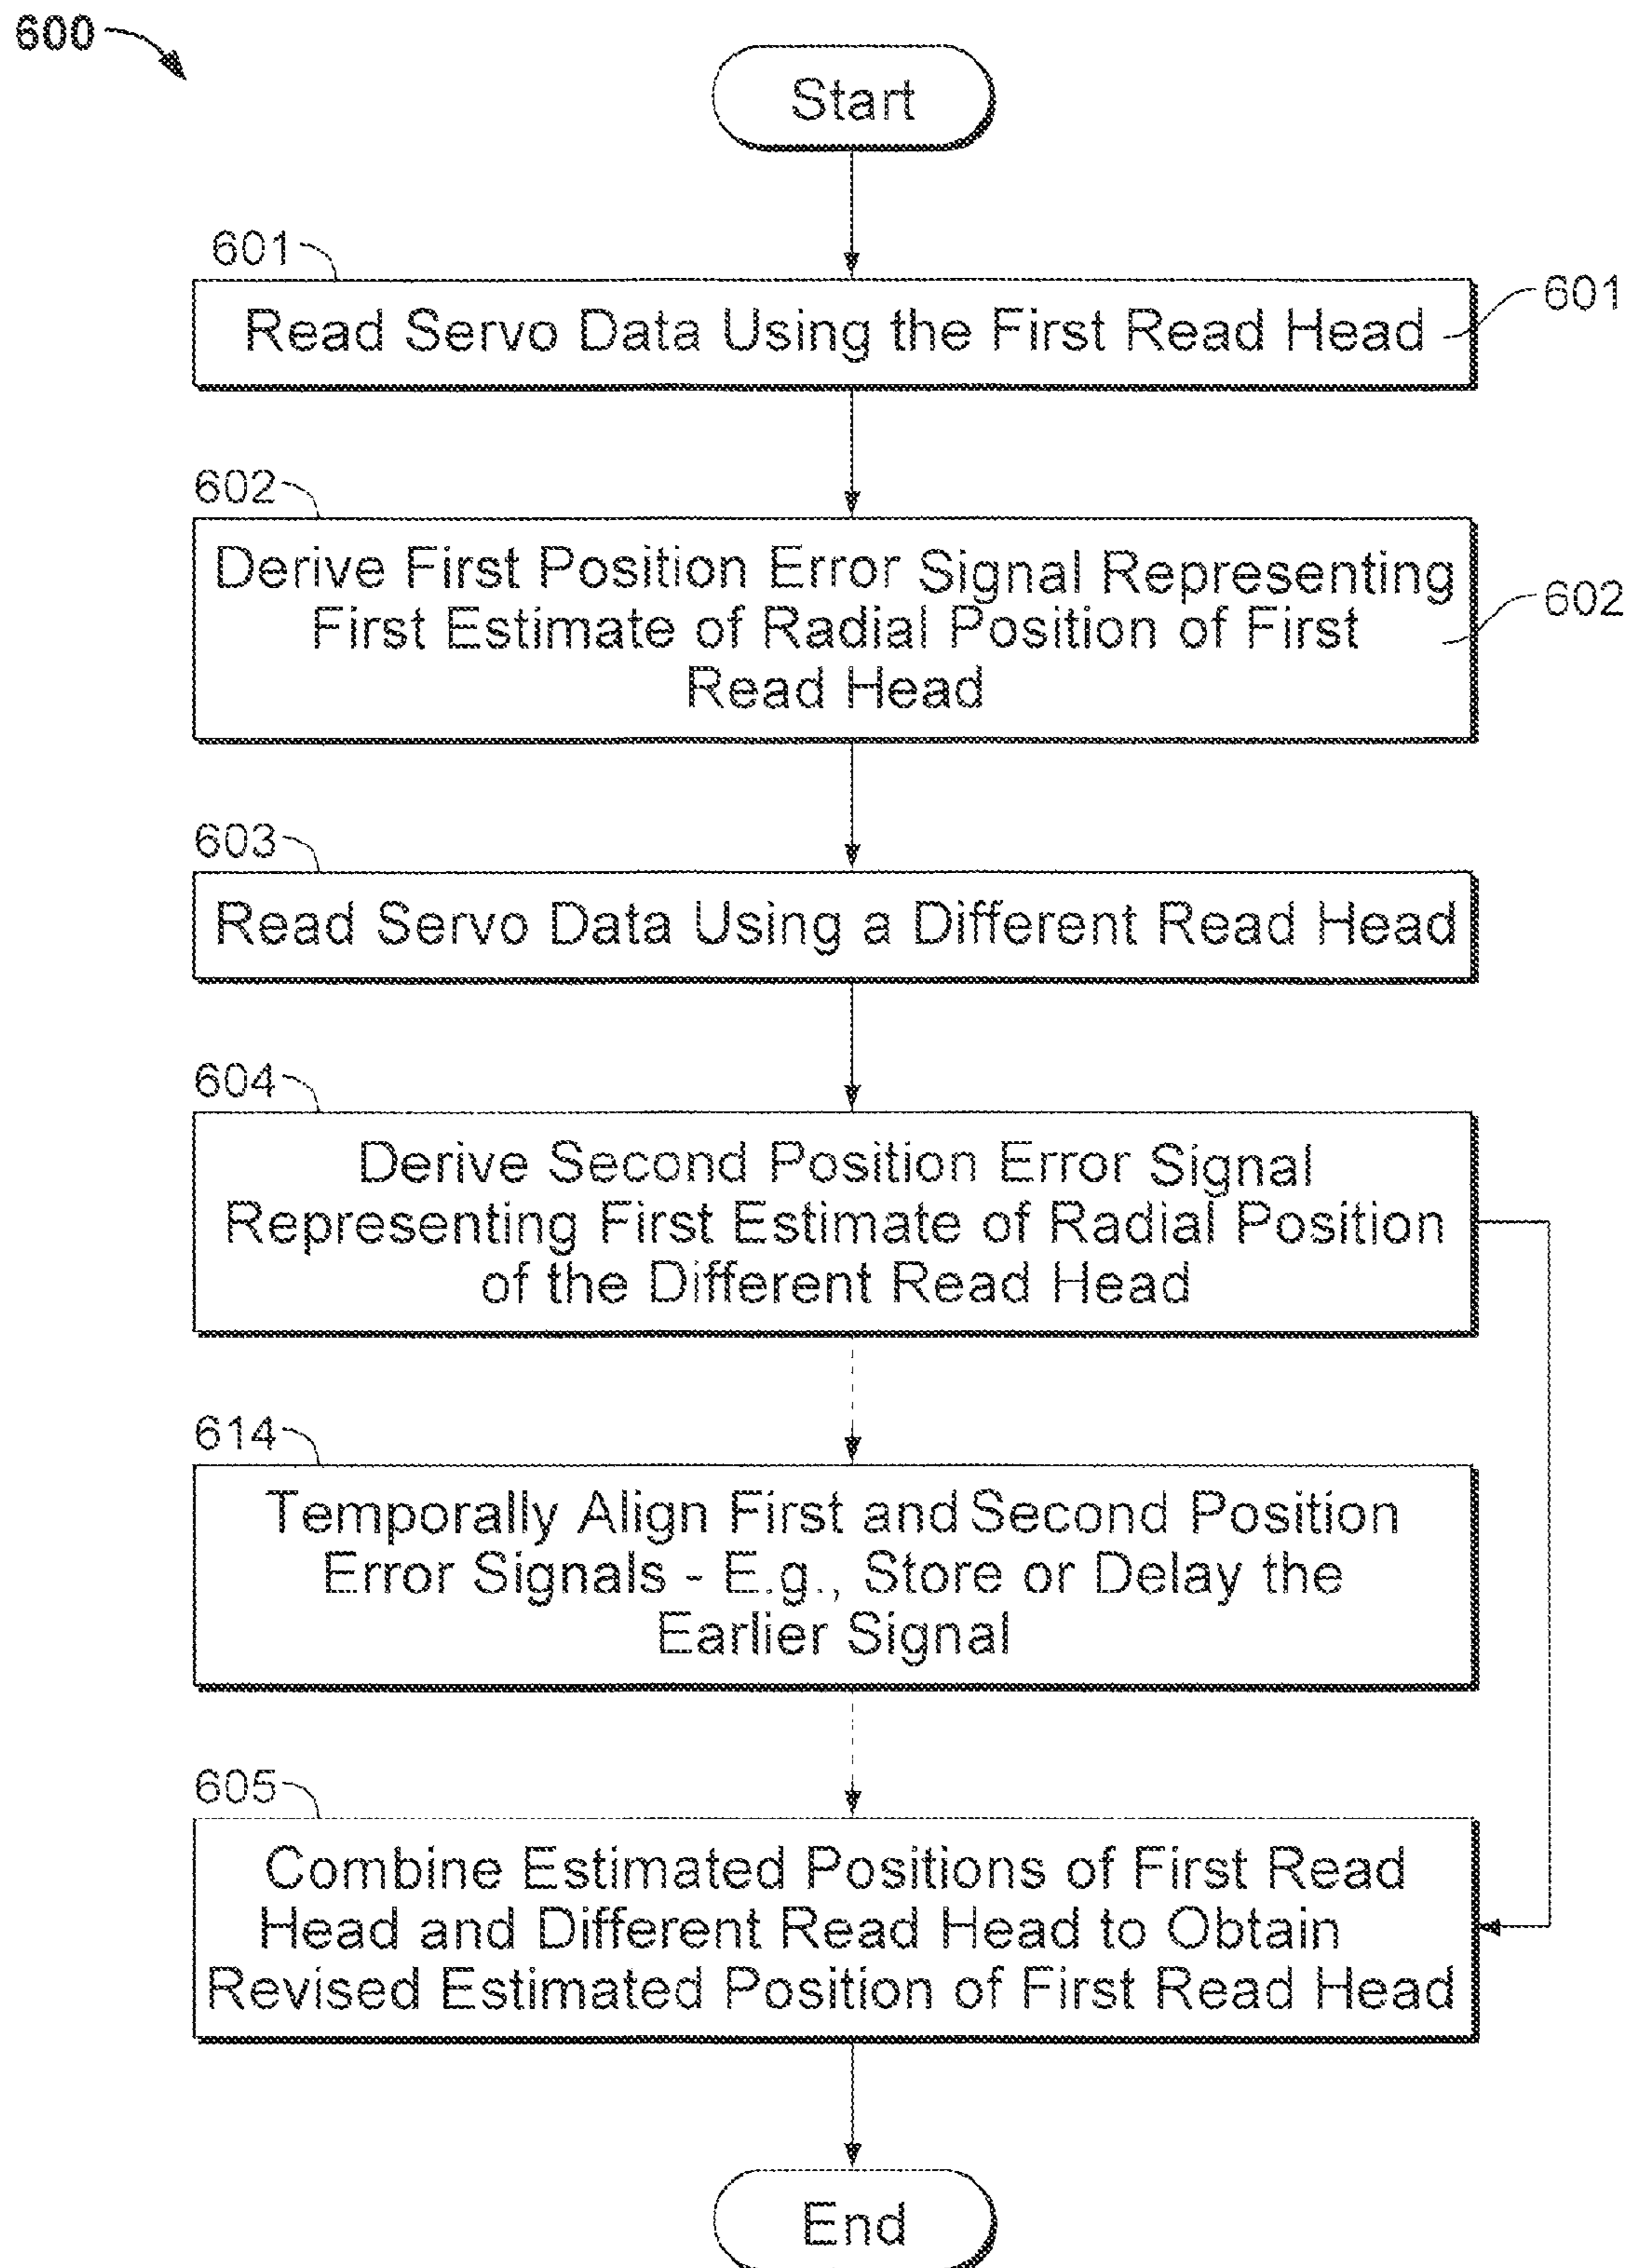 600
Start
601
Read Servo Data Using the First Read Head
601
602
Derive First Position Error Signal Representing
First Estimate of Radial Position of First
Read Head
602
603
Read Servo Data Using a Different Read Head
604
Derive Second Position Error Signal
Representing First Estimate of Radial Position
of the Different Read Head
614
Temporally Align First and Second Position
Error Signals - E.g., Store or Delay the
Earlier Signal
605
Combine Estimated Positions of First Read
Head and Different Read Head to Obtain
Revised Estimated Position of First Read Head
End